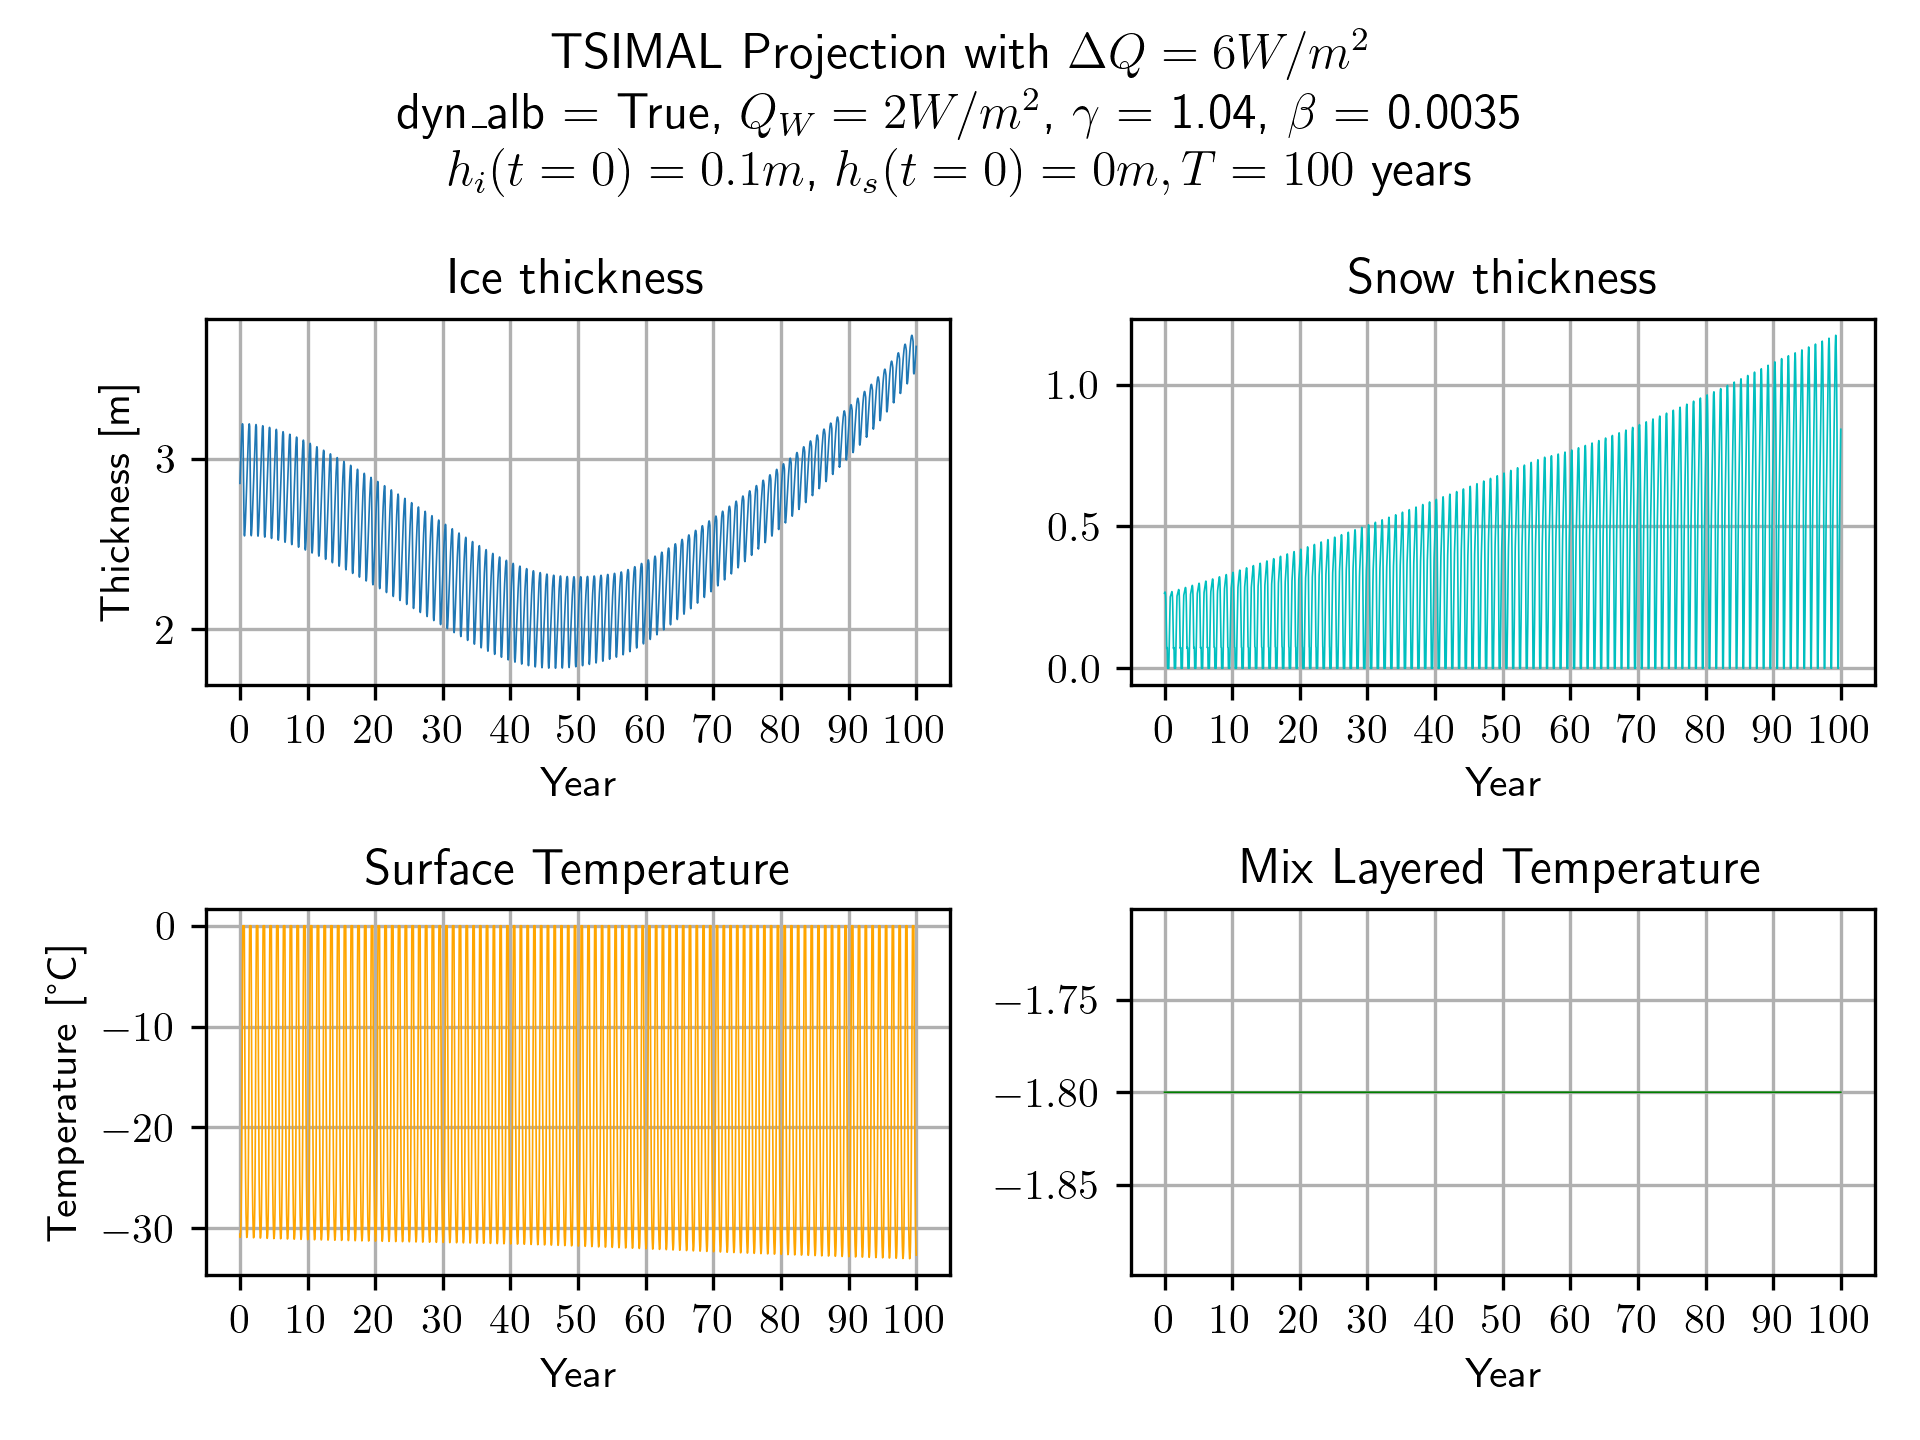 TSIMAL Projection with ΔQ = 6W/m²
dyn_alb = True, Q_W = 2W/m², γ = 1.04, β = 0.0035
h_i(t = 0) = 0.1m, h_s(t = 0) = 0m, T = 100 years
Ice thickness
Thickness [m]
3
2
0 10 20 30 40 50 60 70 80 90 100
Year
Snow thickness
1.0
0.5
0.0
0 10 20 30 40 50 60 70 80 90 100
Year
Surface Temperature
Temperature [°C]
0
−10
−20
−30
0 10 20 30 40 50 60 70 80 90 100
Year
Mix Layered Temperature
−1.75
−1.80
−1.85
0 10 20 30 40 50 60 70 80 90 100
Year